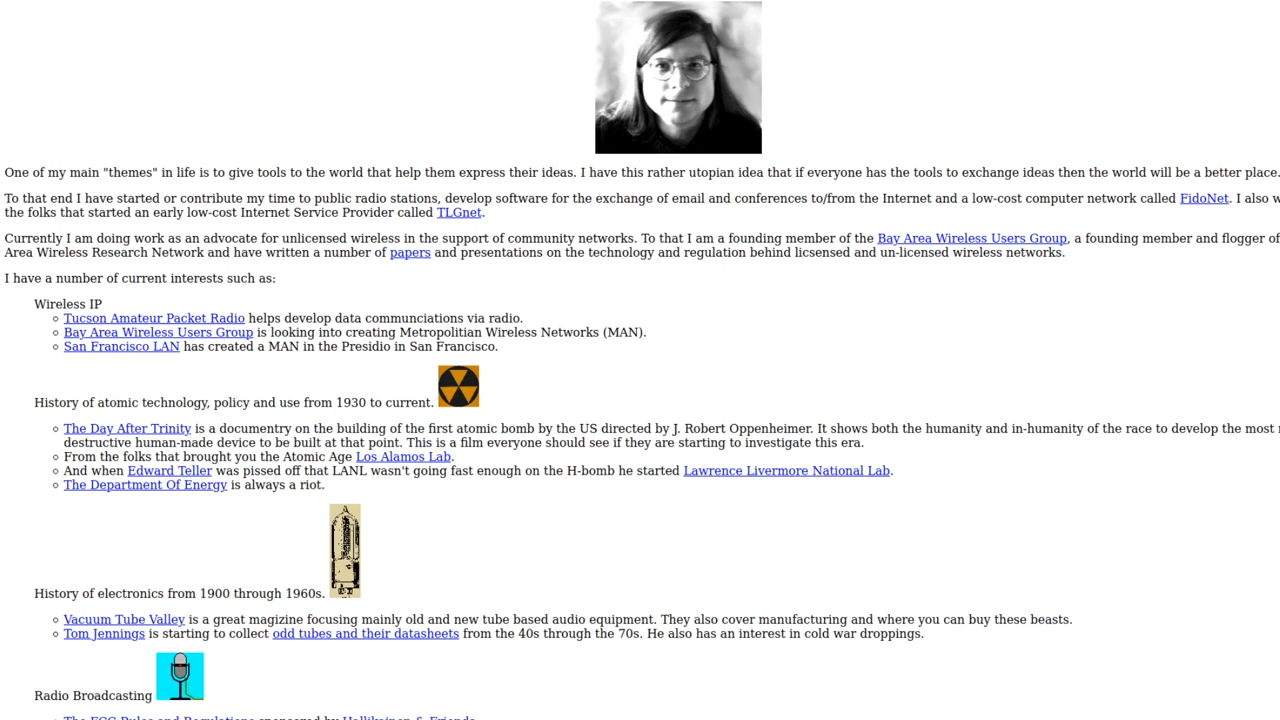 One of my main "themes" in life is to give tools to the world that help them express their ideas. I have this rather utopian idea that if everyone has the tools to exchange ideas then the world will be a better place.
To that end I have started or contribute my time to public radio stations, develop software for the exchange of email and conferences to/from the Internet and a low-cost computer network called FidoNet. I also
the folks that started an early low-cost Internet Service Provider called TLGnet.
Currently I am doing work as an advocate for unlicensed wireless in the support of community networks. To that I am a founding member of the Bay Area Wireless Users Group, a founding member and flogger of
Area Wireless Research Network and have written a number of papers and presentations on the technology and regulation behind licsensed and un-licensed wireless networks.
I have a number of current interests such as:
Wireless IP
Tucson Amateur Packet Radio helps develop data communciations via radio.
Bay Area Wireless Users Group is looking into creating Metropolitian Wireless Networks (MAN).
San Francisco LAN has created a MAN in the Presidio in San Francisco.
History of atomic technology, policy and use from 1930 to current.
The Day After Trinity is a documentry on the building of the first atomic bomb by the US directed by J. Robert Oppenheimer. It shows both the humanity and in-humanity of the race to develop the most
destructive human-made device to be built at that point. This is a film everyone should see if they are starting to investigate this era.
From the folks that brought you the Atomic Age Los Alamos Lab.
And when Edward Teller was pissed off that LANL wasn't going fast enough on the H-bomb he started Lawrence Livermore National Lab.
The Department Of Energy is always a riot.
History of electronics from 1900 through 1960s.
Vacuum Tube Valley is a great magizine focusing mainly old and new tube based audio equipment. They also cover manufacturing and where you can buy these beasts.
Tom Jennings is starting to collect odd tubes and their datasheets from the 40s through the 70s. He also has an interest in cold war droppings.
Radio Broadcasting
The FCC Rules and Regulations sponsored by Hallikainen & Friends.